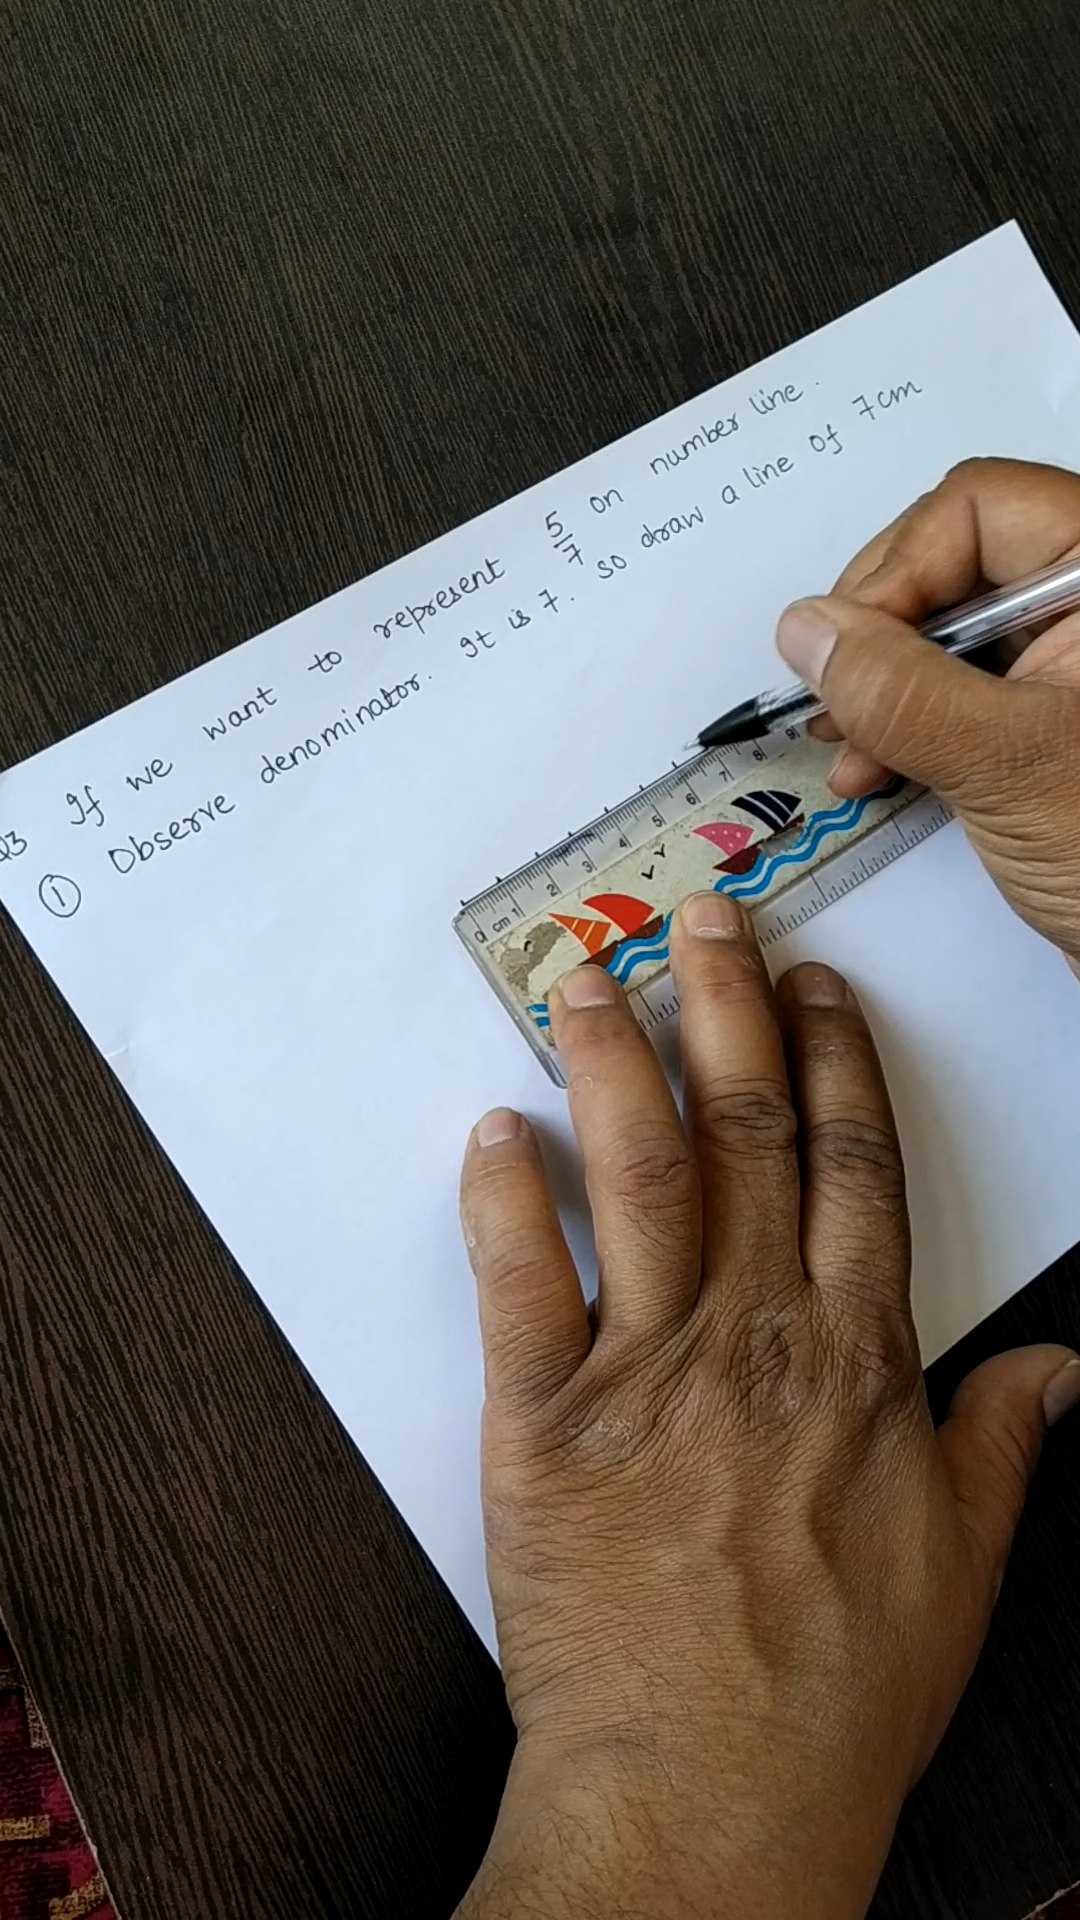 Q3 If we want to represent 5/7 on number line.
① Observe denominator. It is 7. so draw a line of 7cm
0 cm 1 2 3 4 5 6 7 8 9